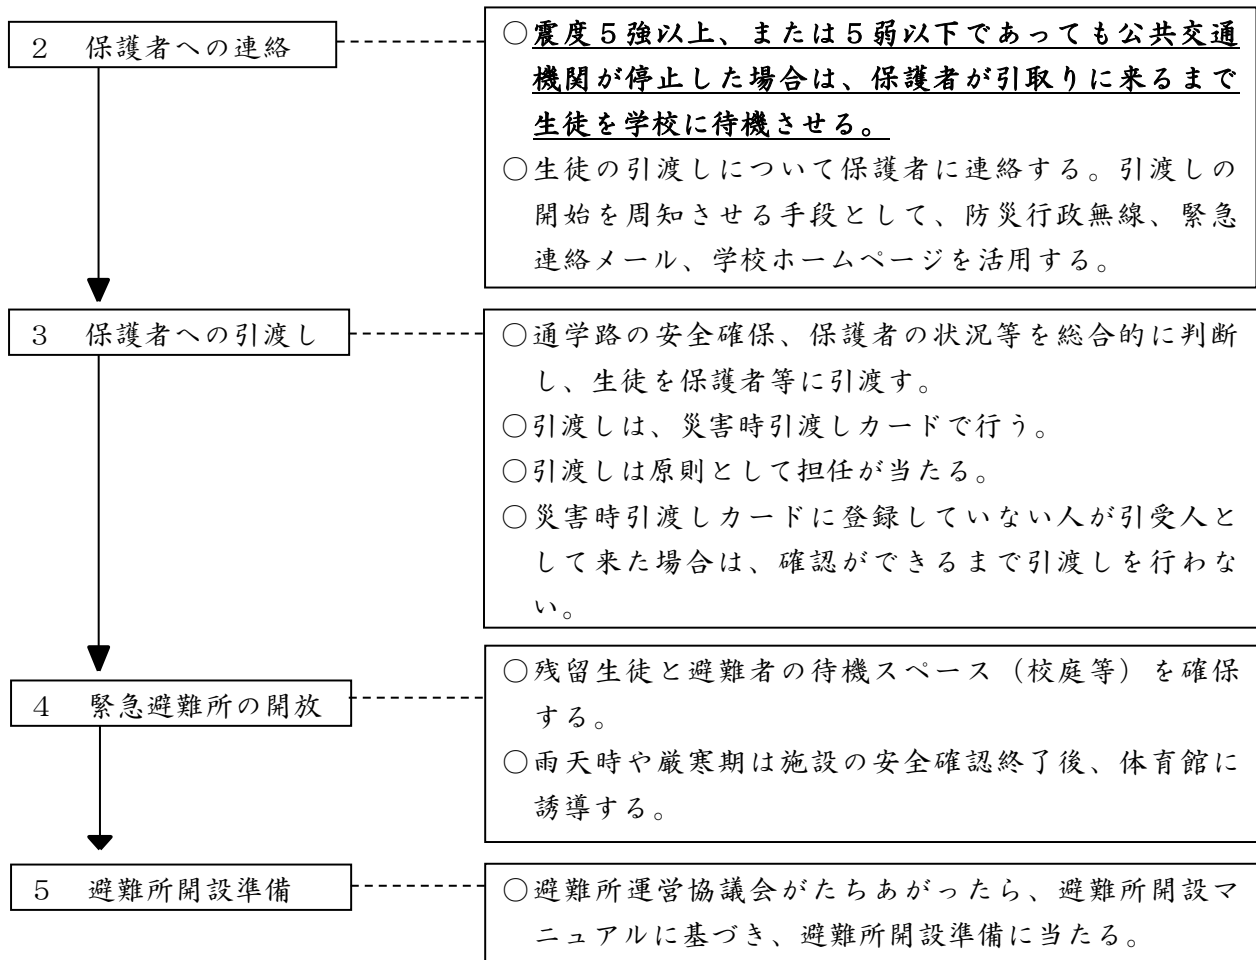 2 保護者への連絡
○震度5強以上、または5弱以下であっても公共交通
機関が停止した場合は、保護者が引取りに来るまで
生徒を学校に待機させる。
○生徒の引渡しについて保護者に連絡する。引渡しの
開始を周知させる手段として、防災行政無線、緊急
連絡メール、学校ホームページを活用する。
3 保護者への引渡し
○通学路の安全確保、保護者の状況等を総合的に判断
し、生徒を保護者等に引渡す。
○引渡しは、災害時引渡しカードで行う。
○引渡しは原則として担任が当たる。
○災害時引渡しカードに登録していない人が引受人と
して来た場合は、確認ができるまで引渡しを行わな
い。
4 緊急避難所の開放
○残留生徒と避難者の待機スペース（校庭等）を確保
する。
○雨天時や厳寒期は施設の安全確認終了後、体育館に
誘導する。
5 避難所開設準備
○避難所運営協議会がたちあがったら、避難所開設マ
ニュアルに基づき、避難所開設準備に当たる。